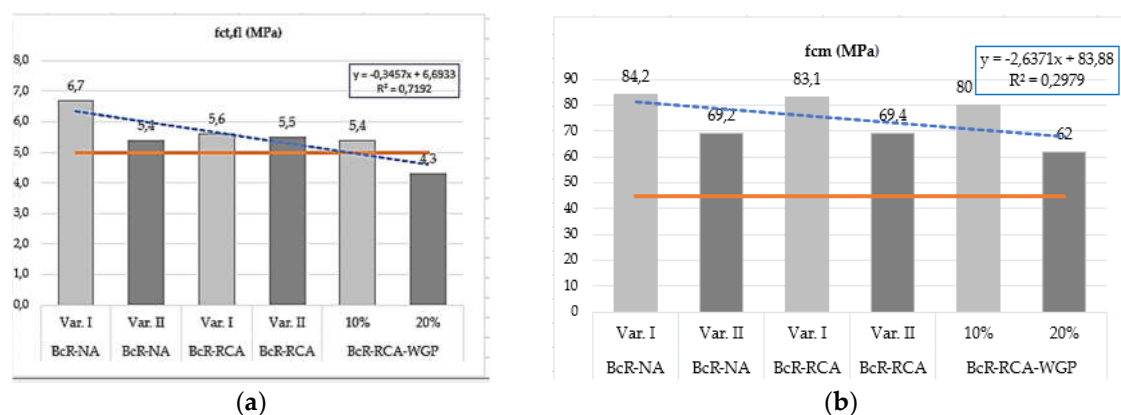 fct,fl (MPa)
8,0
7,0
6,0
5,0
4,0
3,0
2,0
1,0
0,0
y = -0,3457x + 6,6933
R² = 0,7192
6,7
5,4
5,6
5,5
5,4
4,3
Var. I
Var. II
Var. I
Var. II
10%
20%
BcR-NA
BcR-NA
BcR-RCA
BcR-RCA
BcR-RCA-WGP
(a)
fcm (MPa)
y = -2,6371x + 83,88
R² = 0,2979
90
80
70
60
50
40
30
20
10
0
84,2
69,2
83,1
69,4
80
62
Var. I
Var. II
Var. I
Var. II
10%
20%
BcR-NA
BcR-NA
BcR-RCA
BcR-RCA
BcR-RCA-WGP
(b)